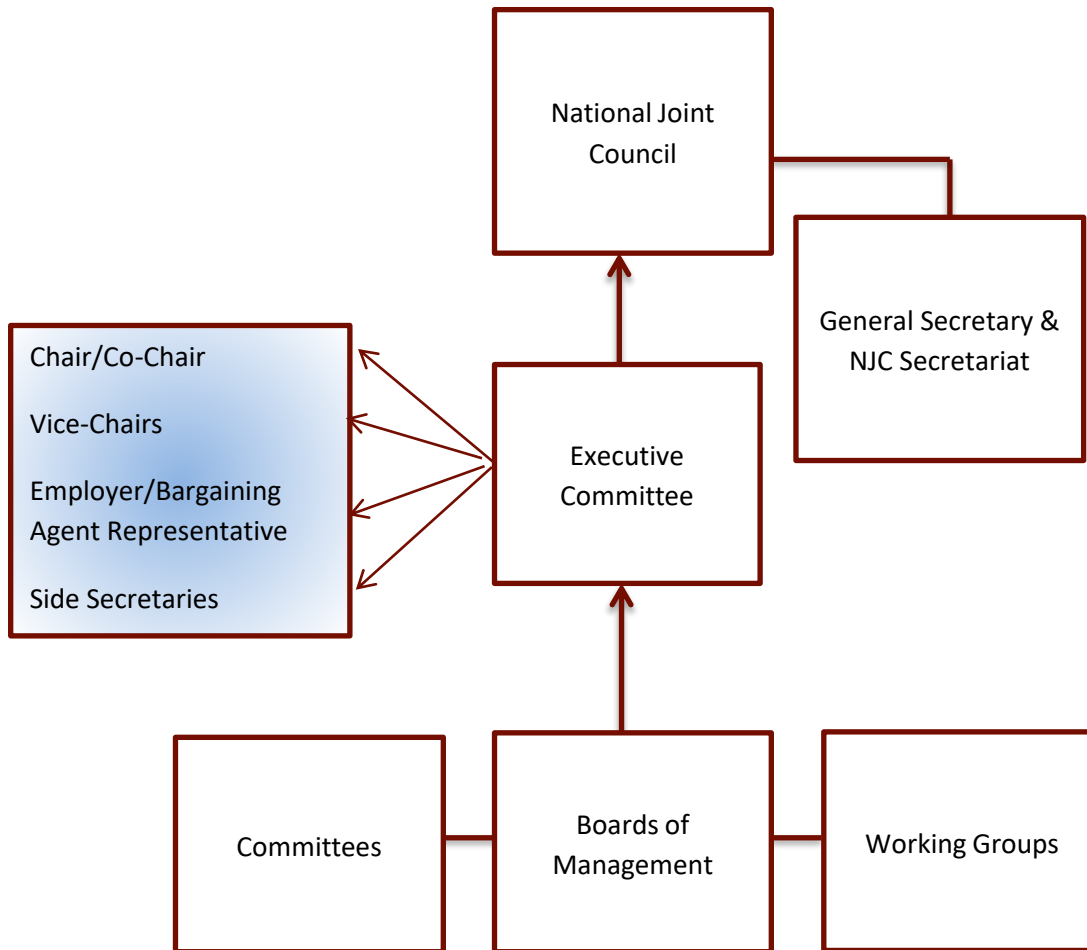 National Joint
Council
General Secretary &
NJC Secretariat
Chair/Co-Chair
Vice-Chairs
Employer/Bargaining
Agent Representative
Side Secretaries
Executive
Committee
Committees
Boards of
Management
Working Groups